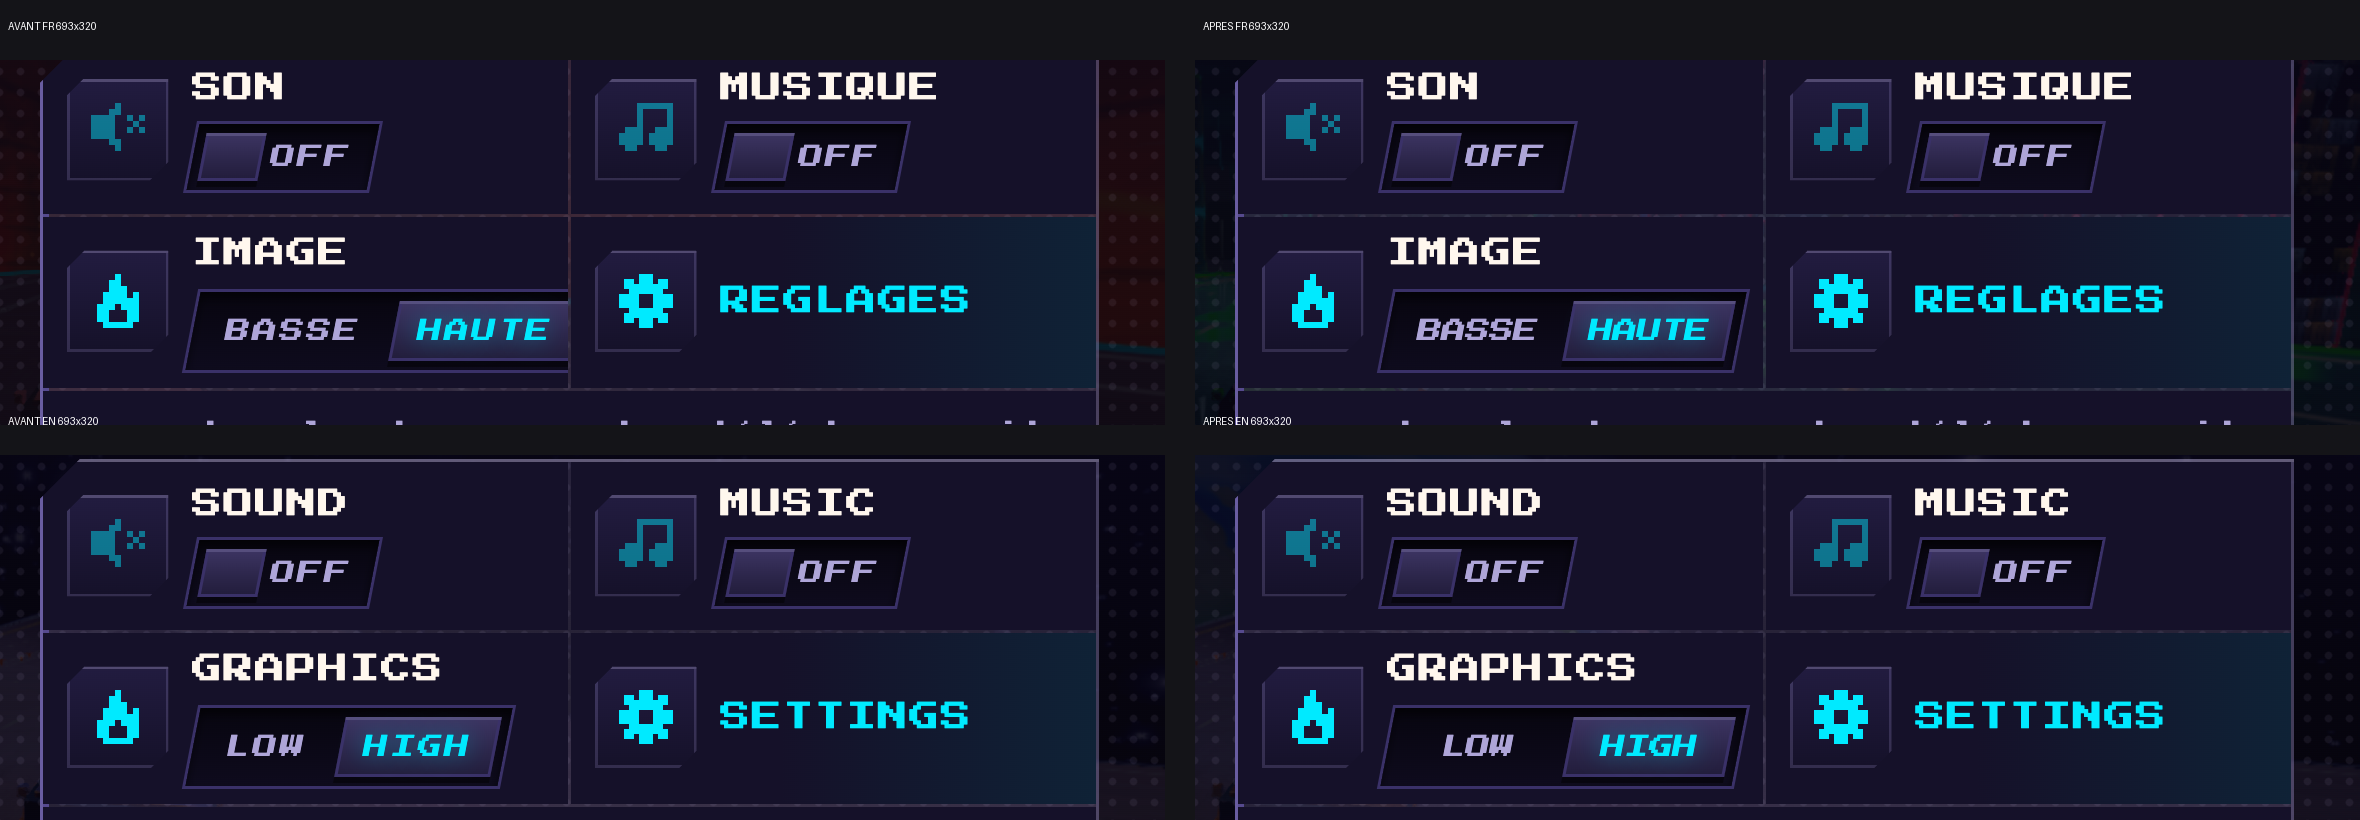 AVANT FR 693x320
SON
OFF
MUSIQUE
OFF
IMAGE
BASSE HAUTE
REGLAGES
APRES FR 693x320
SON
OFF
MUSIQUE
OFF
IMAGE
BASSE HAUTE
REGLAGES
AVANT EN 693x320
SOUND
OFF
MUSIC
OFF
GRAPHICS
LOW HIGH
SETTINGS
APRES EN 693x320
SOUND
OFF
MUSIC
OFF
GRAPHICS
LOW HIGH
SETTINGS